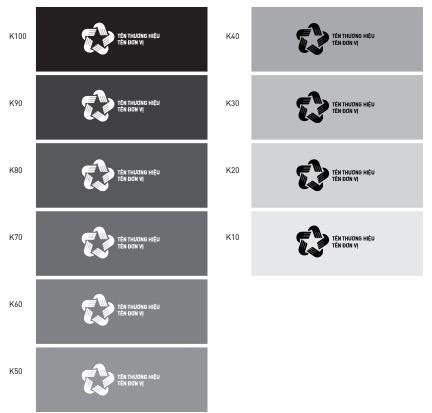 K100
TÊN THƯƠNG HIỆU
TÊN ĐƠN VỊ
K90
TÊN THƯƠNG HIỆU
TÊN ĐƠN VỊ
K80
TÊN THƯƠNG HIỆU
TÊN ĐƠN VỊ
K70
TÊN THƯƠNG HIỆU
TÊN ĐƠN VỊ
K60
TÊN THƯƠNG HIỆU
TÊN ĐƠN VỊ
K50
TÊN THƯƠNG HIỆU
TÊN ĐƠN VỊ
K40
TÊN THƯƠNG HIỆU
TÊN ĐƠN VỊ
K30
TÊN THƯƠNG HIỆU
TÊN ĐƠN VỊ
K20
TÊN THƯƠNG HIỆU
TÊN ĐƠN VỊ
K10
TÊN THƯƠNG HIỆU
TÊN ĐƠN VỊ